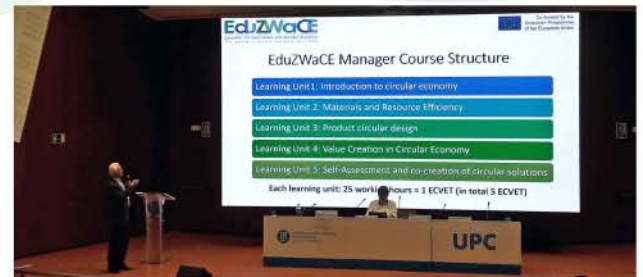 EduZWaCE
Co-funded by the
Erasmus+ Programme
of the European Union
EduZWaCE Manager Course Structure
Learning Unit1: Introduction to circular economy
Learning Unit 2: Materials and Resource Efficiency
Learning Unit 3: Product circular design
Learning Unit 4: Value Creation in Circular Economy
Learning Unit 5: Self-Assessment and co-creation of circular solutions
Each learning unit: 25 working hours = 1 ECVET (in total 5 ECVET)
UPC